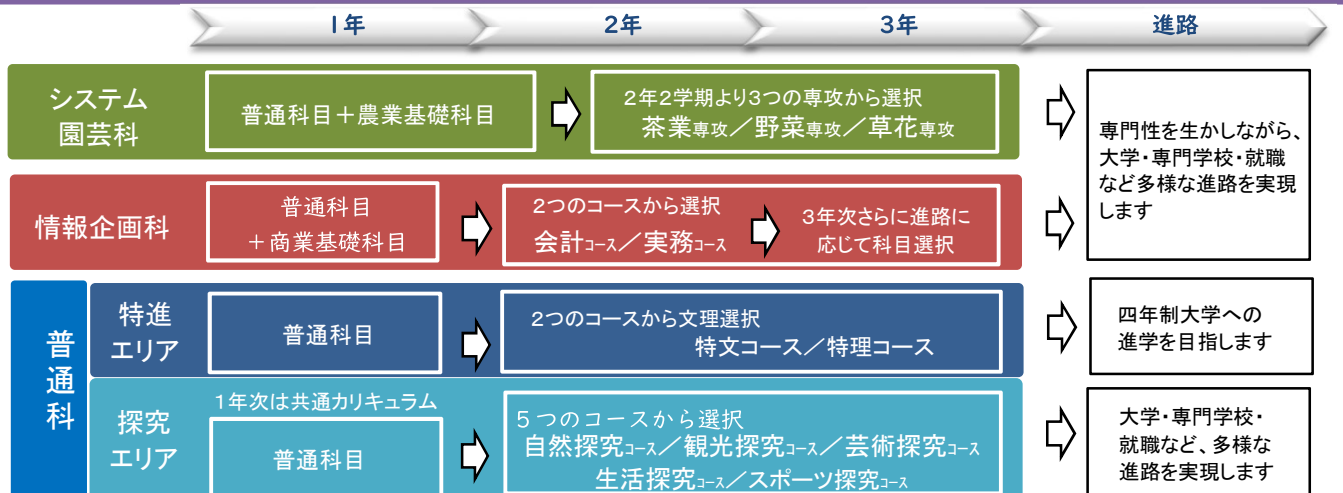 1年
2年
3年
進路
システム
園芸科
普通科目＋農業基礎科目
2年2学期より3つの専攻から選択
茶業専攻／野菜専攻／草花専攻
専門性を生かしながら、
大学・専門学校・就職
など多様な進路を実現
します
情報企画科
普通科目
＋商業基礎科目
2つのコースから選択
会計コース／実務コース
3年次さらに進路に
応じて科目選択
普通科
特進
エリア
普通科目
2つのコースから文理選択
特文コース／特理コース
四年制大学への
進学を目指します
探究
エリア
1年次は共通カリキュラム
普通科目
5つのコースから選択
自然探究コース／観光探究コース／芸術探究コース
生活探究コース／スポーツ探究コース
大学・専門学校・
就職など、多様な
進路を実現します